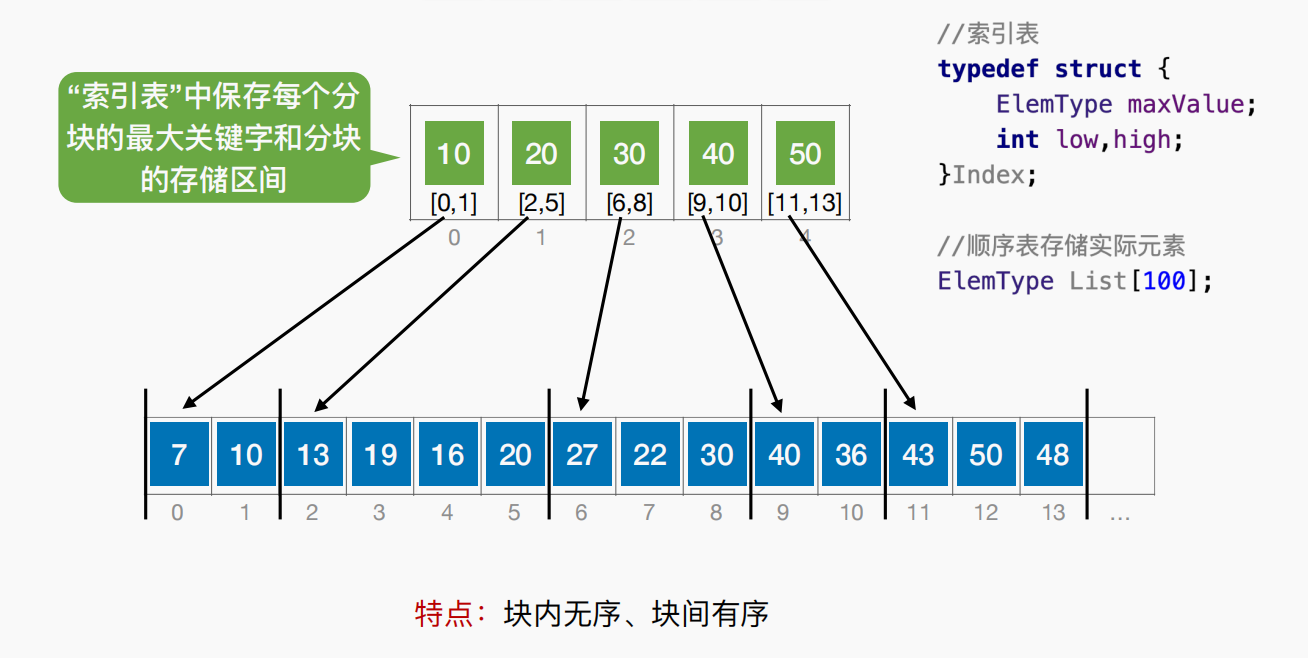 “索引表”中保存每个分
块的最大关键字和分块
的存储区间
10 20 30 40 50
[0,1] [2,5] [6,8] [9,10] [11,13]
0 1 2 3 4
//索引表
typedef struct {
ElemType maxValue;
int low,high;
}Index;
//顺序表存储实际元素
ElemType List[100];
7 10 13 19 16 20 27 22 30 40 36 43 50 48
0 1 2 3 4 5 6 7 8 9 10 11 12 13 ...
特点：块内无序、块间有序